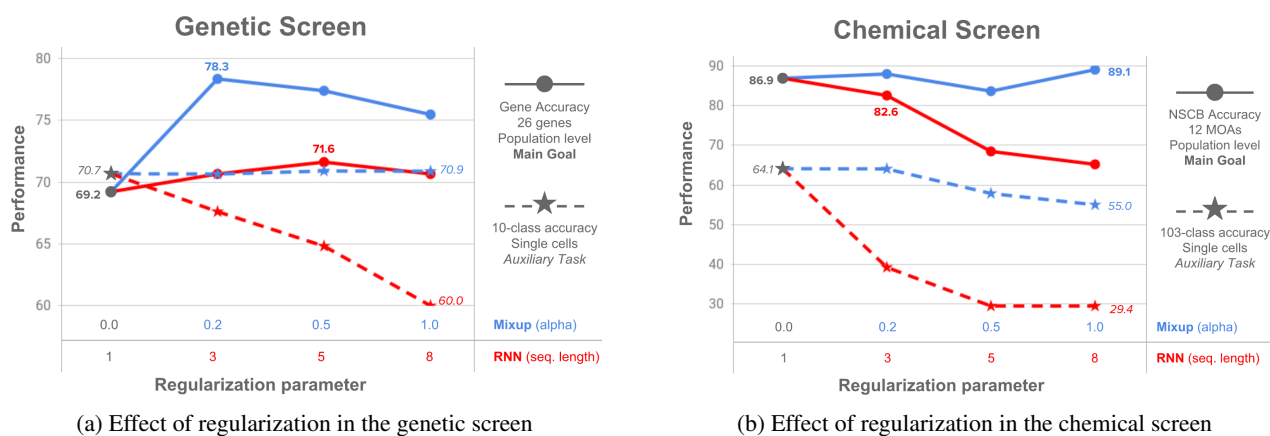 Genetic Screen
80
75
70
65
60
Performance
78.3
71.6
70.7
69.2
70.9
60.0
Gene Accuracy
26 genes
Population level
Main Goal
10-class accuracy
Single cells
Auxiliary Task
0.0 0.2 0.5 1.0 Mixup (alpha)
1 3 5 8 RNN (seq. length)
Regularization parameter
(a) Effect of regularization in the genetic screen
Chemical Screen
90
80
70
60
50
40
30
Performance
86.9
82.6
89.1
64.1
55.0
29.4
NSCB Accuracy
12 MOAs
Population level
Main Goal
103-class accuracy
Single cells
Auxiliary Task
0.0 0.2 0.5 1.0 Mixup (alpha)
1 3 5 8 RNN (seq. length)
Regularization parameter
(b) Effect of regularization in the chemical screen